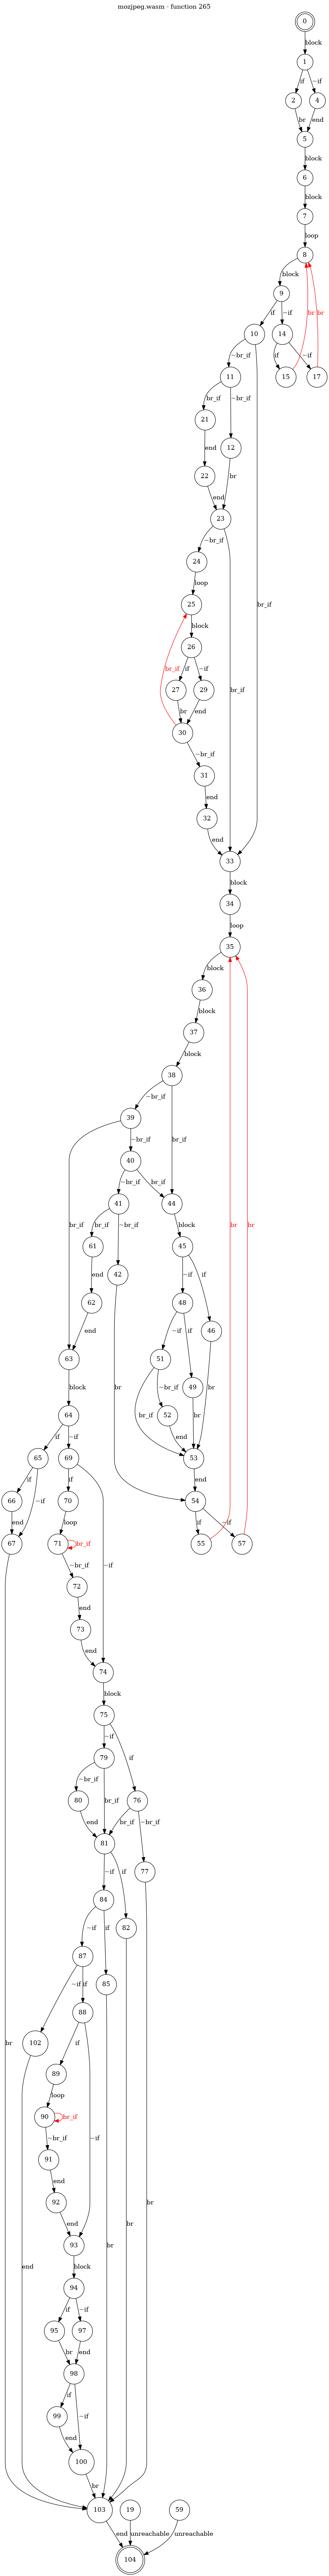 mozjpeg.wasm - function 265
0
block
1
if ~if
2 4
br end
5
block
6
block
7
loop
8
block
9
br br
if ~if
10 14
~br_if if ~if
11 15 17
br_if ~br_if
21 12
end br
22
end
23
~br_if
24
loop
25 br_if
block
26
br_if if ~if br_if
27 29
br end
30
~br_if
31
end
32
end
33
block
34
loop
35
block
36
block
37
block
38
~br_if
39
br_if
~br_if
40
br_if ~br_if br_if
41 44
br_if ~br_if block
61 42 45
end ~if if
62 48 46
end ~if if
63 51 49
br br_if ~br_if br br
52
end
block 53
end
64 54
if ~if if ~if
65 69 55 57
br br
if ~if if
66 70
end loop ~if
67 71 br_if
~br_if
72
end
73
end
74
block
75
~if if
79 76
~br_if br_if br_if ~br_if
80 77
end
81
~if if
84 82
~if if
87 85
~if if
102 88
if ~if
89
loop
90 br_if
~br_if
91
end
92
end
93
block
94
if ~if
95 97
br end
98
if ~if
99
end
100
br end br br br
br
103 19 59
end unreachable unreachable
104